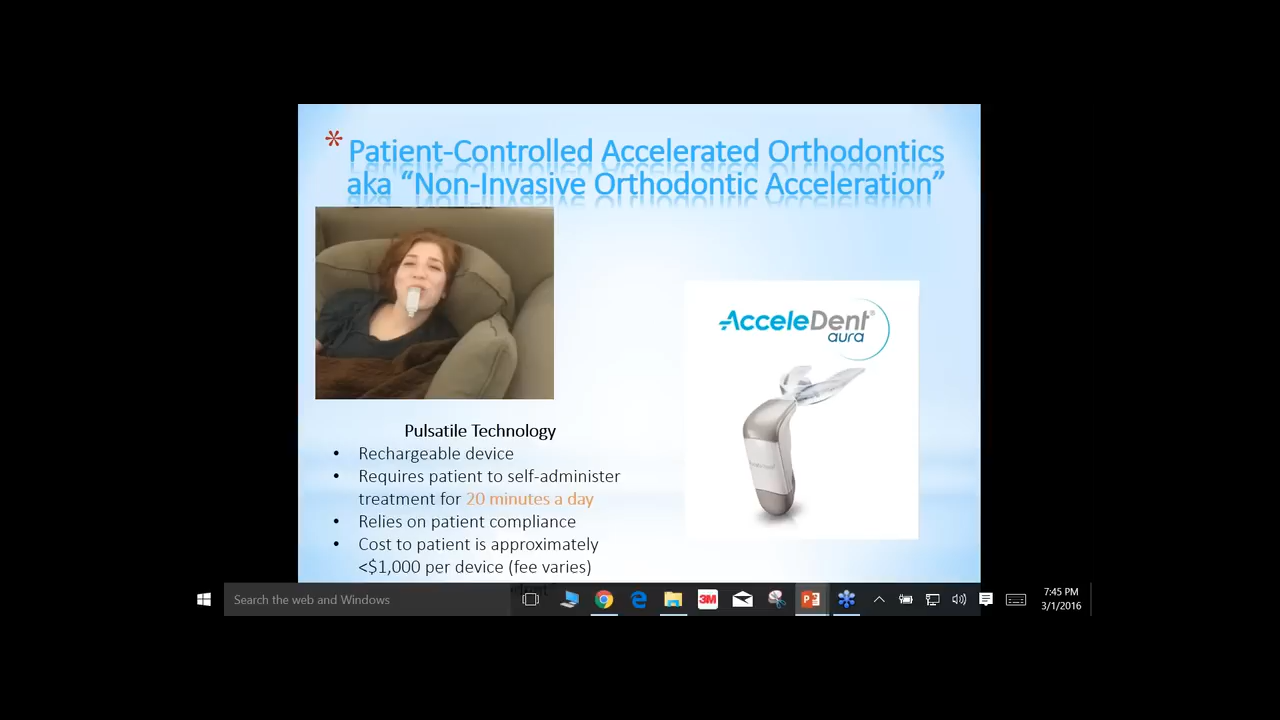 * Patient-Controlled Accelerated Orthodontics
aka “Non-Invasive Orthodontic Acceleration”
AcceleDent®
aura
Pulsatile Technology
• Rechargeable device
• Requires patient to self-administer
treatment for 20 minutes a day
• Relies on patient compliance
• Cost to patient is approximately
<$1,000 per device (fee varies)
Search the web and Windows
3M
7:45 PM
3/1/2016